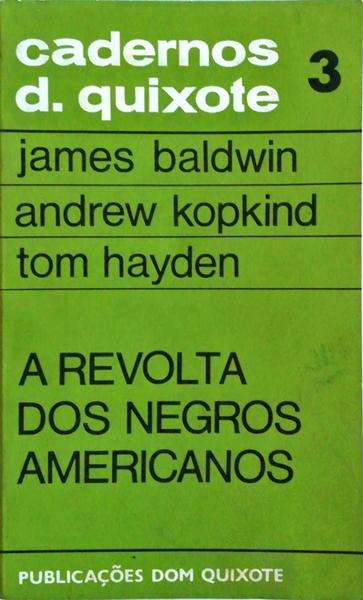 cadernos
d. quixote 3
james baldwin
andrew kopkind
tom hayden
A REVOLTA
DOS NEGROS
AMERICANOS
PUBLICAÇÕES DOM QUIXOTE